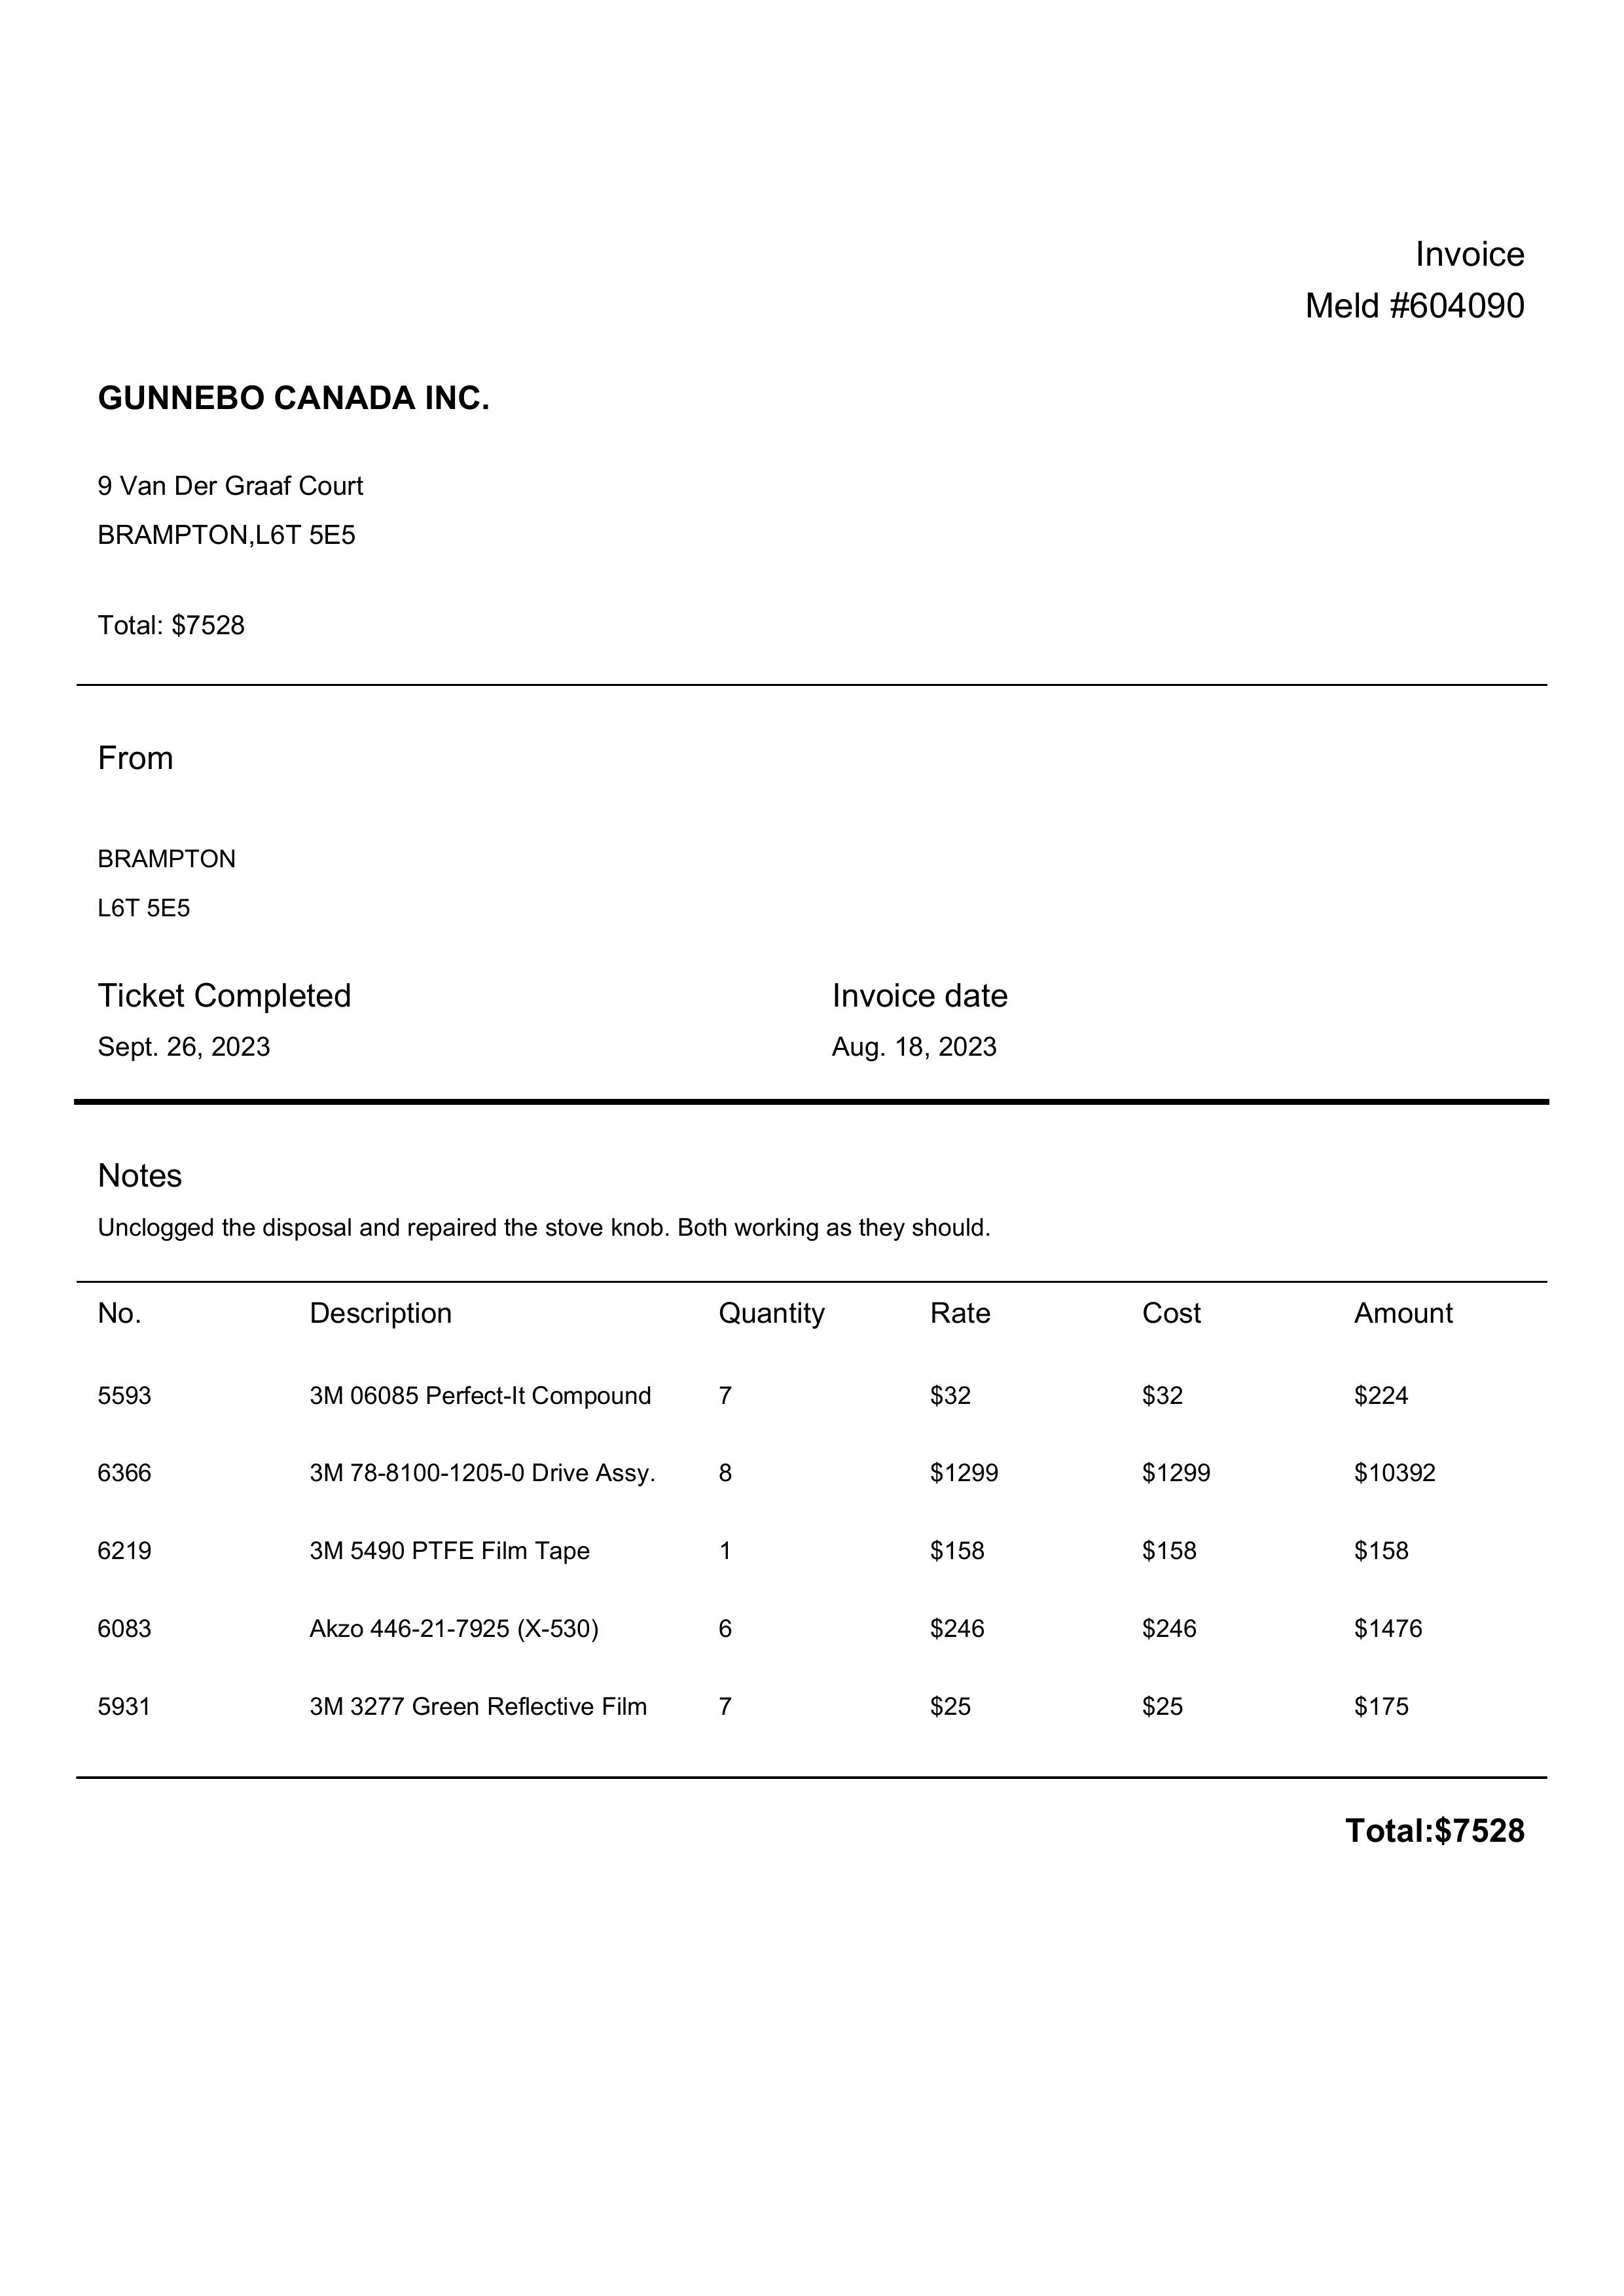 Invoice
Meld #604090
GUNNEBO CANADA INC.
9 Van Der Graaf Court
BRAMPTON,L6T 5E5
Total: $7528
From
BRAMPTON
L6T 5E5
Ticket Completed Invoice date
Sept. 26, 2023 Aug. 18, 2023
Notes
Unclogged the disposal and repaired the stove knob. Both working as they should.
No. Description Quantity Rate Cost Amount
5593 3M 06085 Perfect-It Compound 7 $32 $32 $224
6366 3M 78-8100-1205-0 Drive Assy. 8 $1299 $1299 $10392
6219 3M 5490 PTFE Film Tape 1 $158 $158 $158
6083 Akzo 446-21-7925 (X-530) 6 $246 $246 $1476
5931 3M 3277 Green Reflective Film 7 $25 $25 $175
Total:$7528